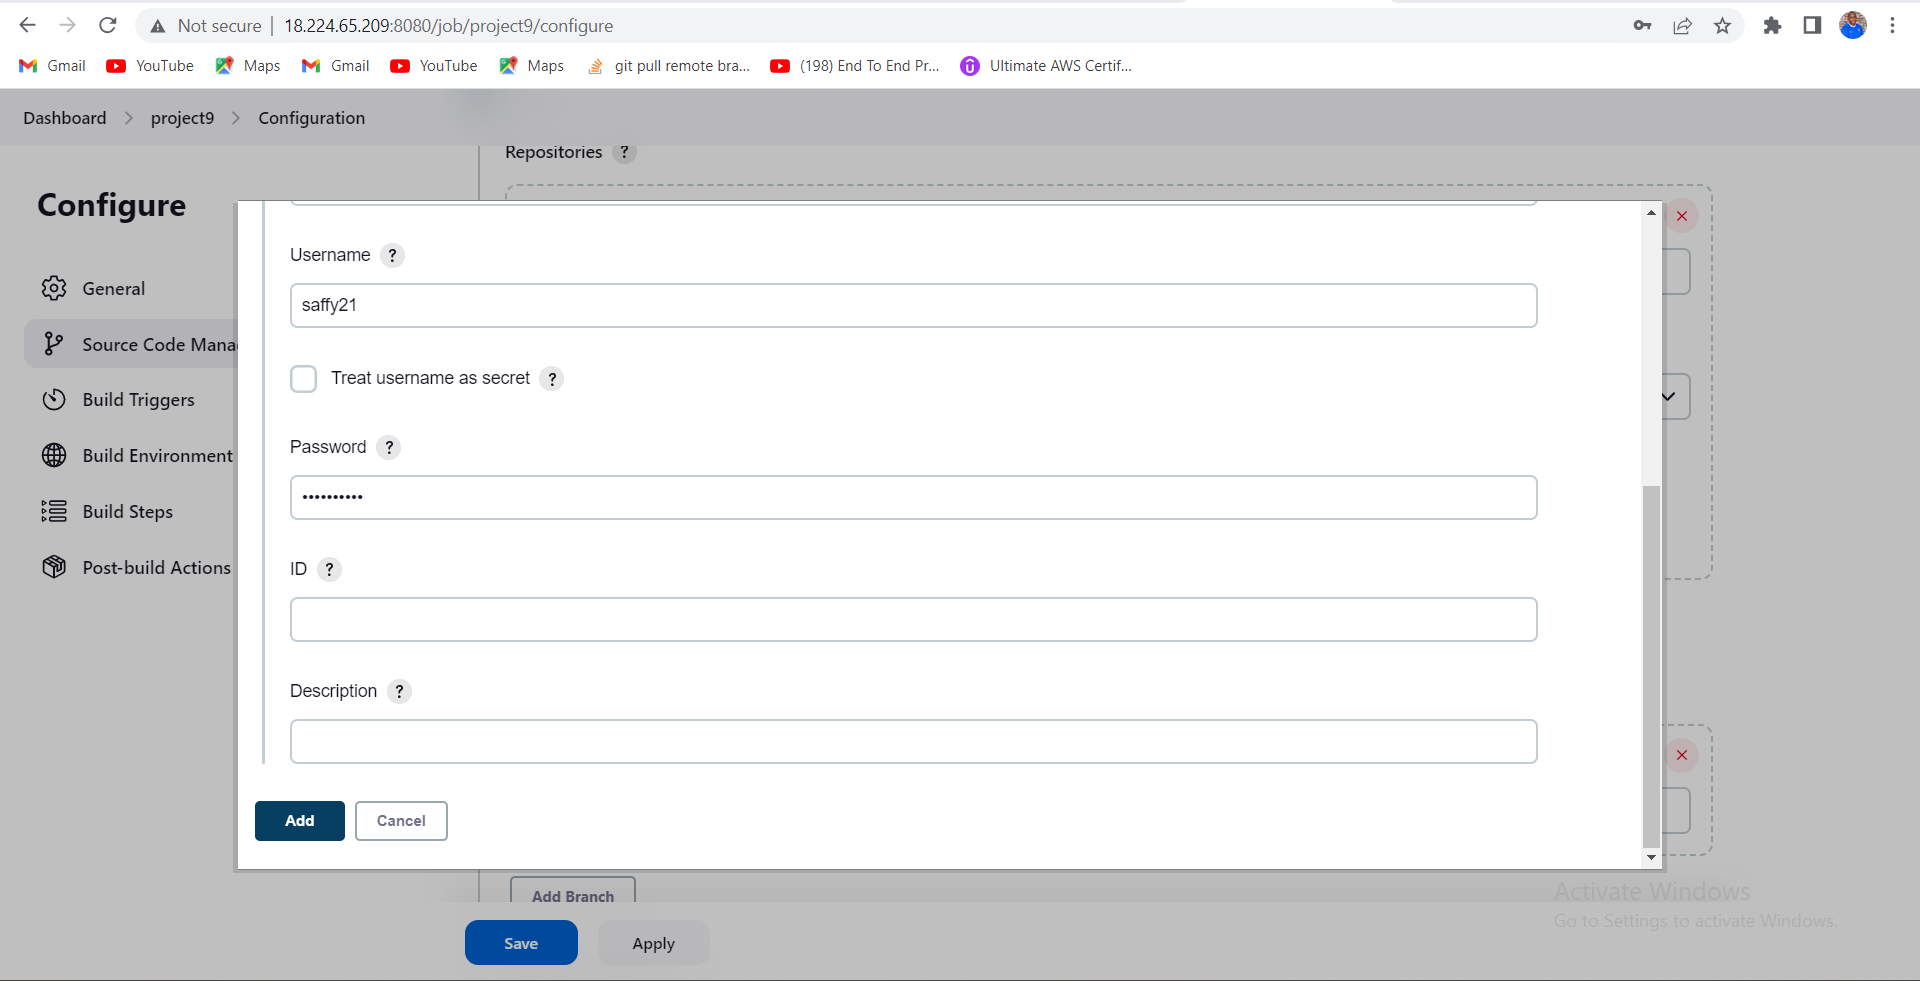 Not secure | 18.224.65.209:8080/job/project9/configure
Gmail YouTube Maps Gmail YouTube Maps git pull remote bra... (198) End To End Pr... Ultimate AWS Certif...
Dashboard > project9 > Configuration
Repositories ?
Configure
General
Source Code Mana
Build Triggers
Build Environment
Build Steps
Post-build Actions
Username ?
saffy21
Treat username as secret ?
Password ?
••••••••••
ID ?
Description ?
Add Cancel
Add Branch
Activate Windows
Go to Settings to activate Windows.
Save Apply